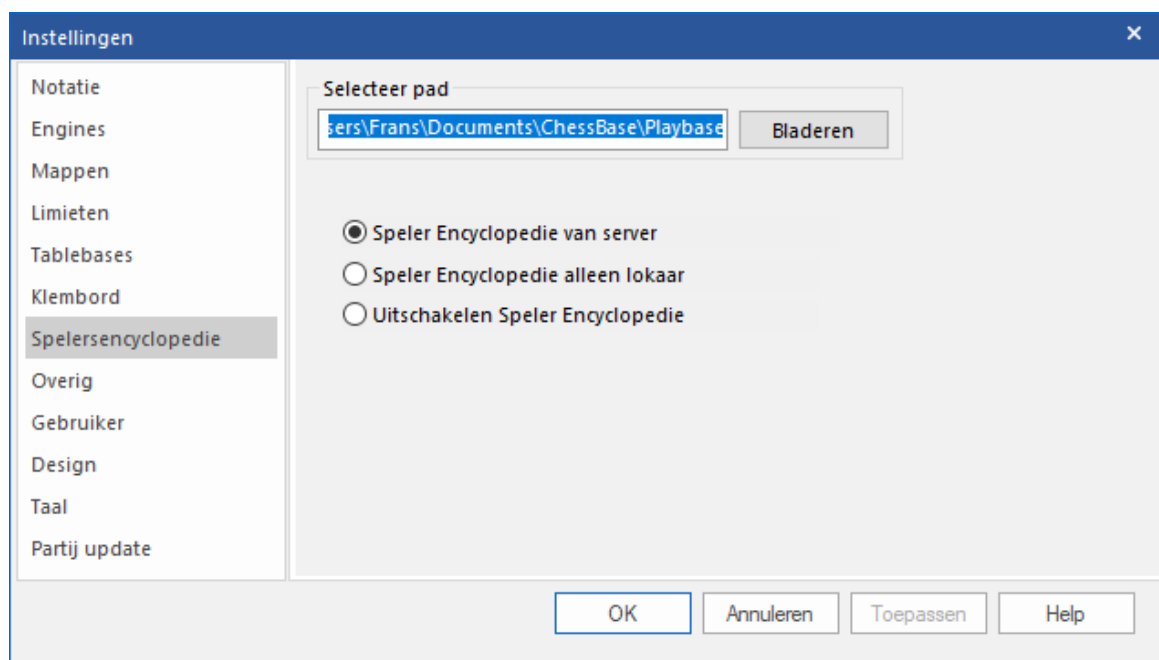 Instellingen
Notatie
Engines
Mappen
Limieten
Tablebases
Klembord
Spelersencyclopedie
Overig
Gebruiker
Design
Taal
Partij update
Selecteer pad
sers\Frans\Documents\ChessBase\Playbase
Bladeren
Speler Encyclopedie van server
Speler Encyclopedie alleen lokaar
Uitschakelen Speler Encyclopedie
OK
Annuleren
Toepassen
Help